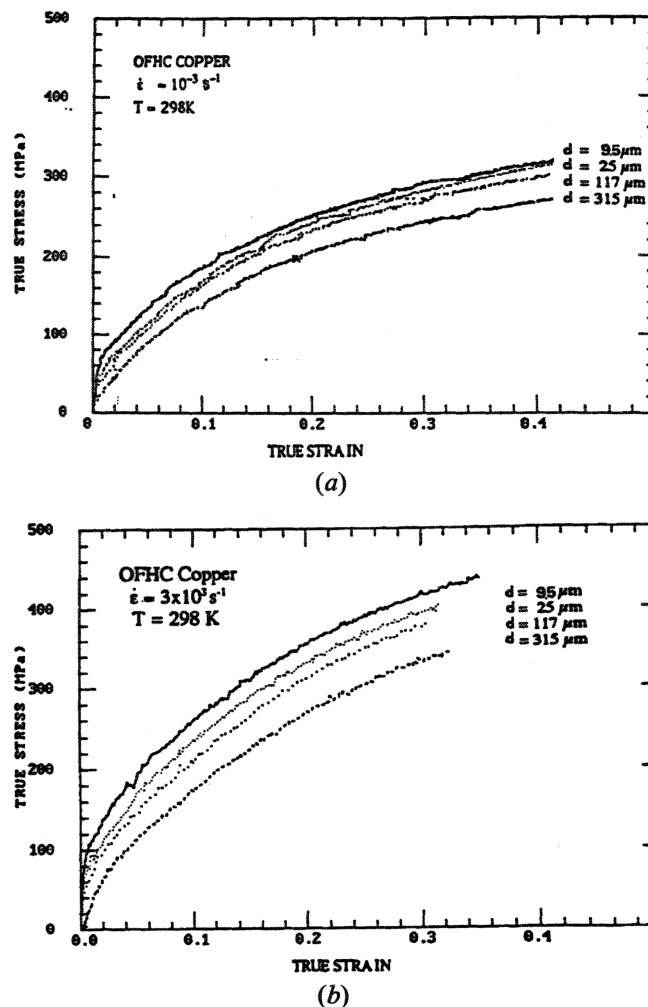 500
400
300
200
100
0
TRUE STRESS (MPa)
OFHC COPPER
ε̇ = 10⁻³ s⁻¹
T = 298K
d = 9.5 μm
d = 25 μm
d = 117 μm
d = 315 μm
0 0.1 0.2 0.3 0.4
TRUE STRAIN
(a)
500
400
300
200
100
0
TRUE STRESS (MPa)
OFHC Copper
ε̇ = 3x10³ s⁻¹
T = 298 K
d = 9.5 μm
d = 25 μm
d = 117 μm
d = 315 μm
0.0 0.1 0.2 0.3 0.4
TRUE STRAIN
(b)